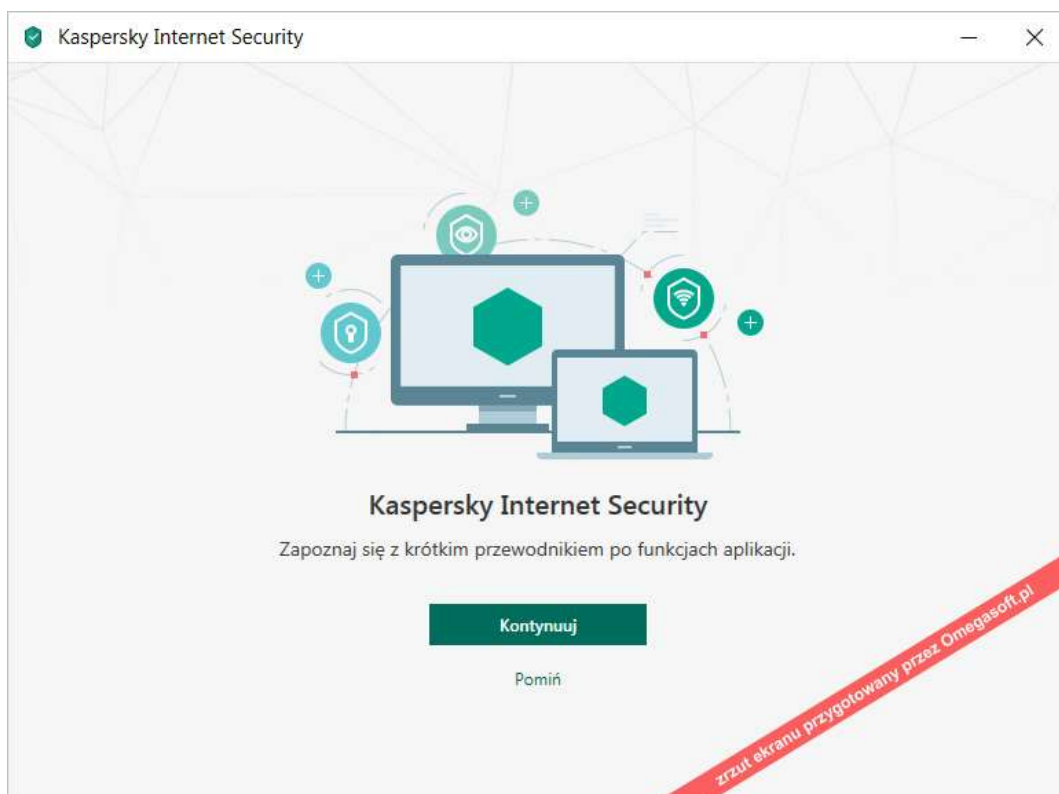 Kaspersky Internet Security
Kaspersky Internet Security
Zapoznaj się z krótkim przewodnikiem po funkcjach aplikacji.
Kontynuuj
Pomiń
zrzut ekranu przygotowany przez Omegasoft.pl